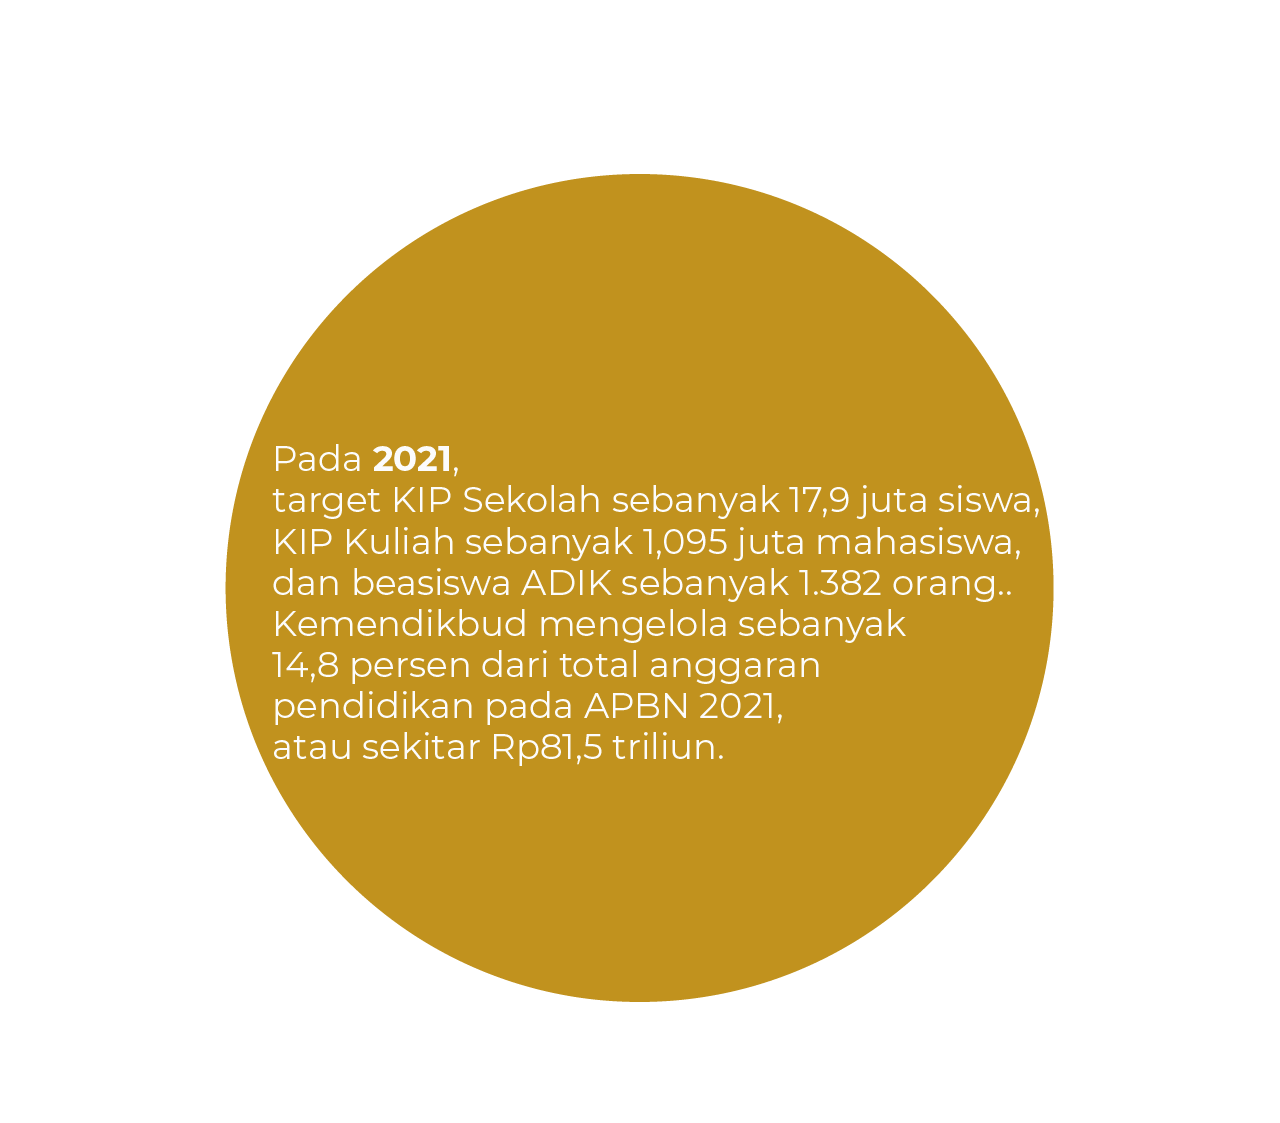 Pada 2021,
target KIP Sekolah sebanyak 17,9 juta siswa,
KIP Kuliah sebanyak 1,095 juta mahasiswa,
dan beasiswa ADIK sebanyak 1.382 orang..
Kemendikbud mengelola sebanyak
14,8 persen dari total anggaran
pendidikan pada APBN 2021,
atau sekitar Rp81,5 triliun.